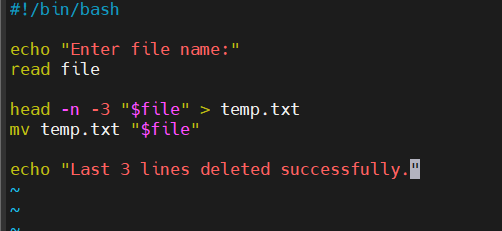 #!/bin/bash
echo "Enter file name:"
read file
head -n -3 "$file" > temp.txt
mv temp.txt "$file"
echo "Last 3 lines deleted successfully."
~
~
~